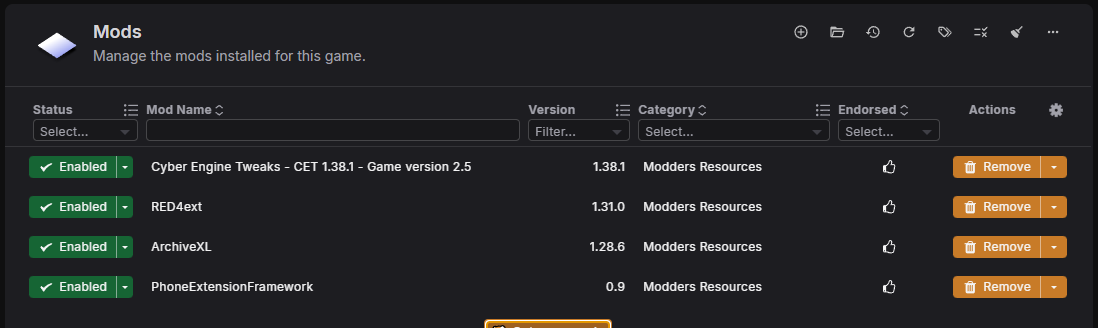 Mods
Manage the mods installed for this game.
Status Mod Name Version Category Endorsed Actions
Select... Filter... Select... Select...
Enabled Cyber Engine Tweaks - CET 1.38.1 - Game version 2.5 1.38.1 Modders Resources Remove
Enabled RED4ext 1.31.0 Modders Resources Remove
Enabled ArchiveXL 1.28.6 Modders Resources Remove
Enabled PhoneExtensionFramework 0.9 Modders Resources Remove